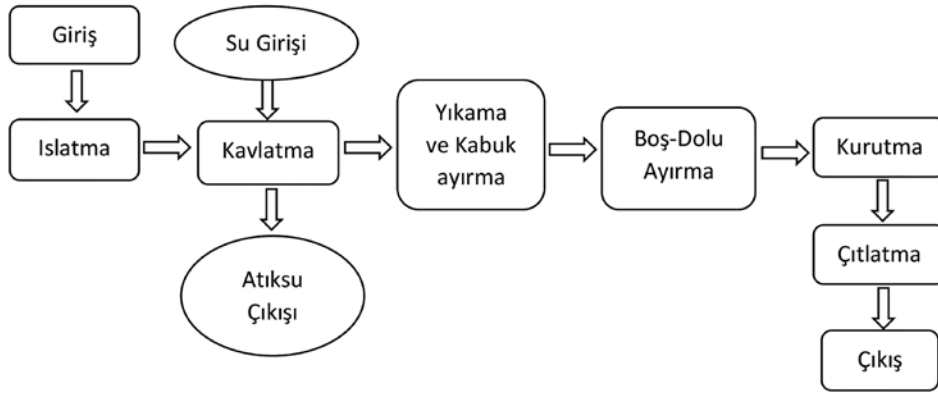 Giriş
Su Girişi
Islatma
Kavlatma
Yıkama
ve Kabuk
ayırma
Boş-Dolu
Ayırma
Kurutma
Atıksu
Çıkışı
Çıtlatma
Çıkış